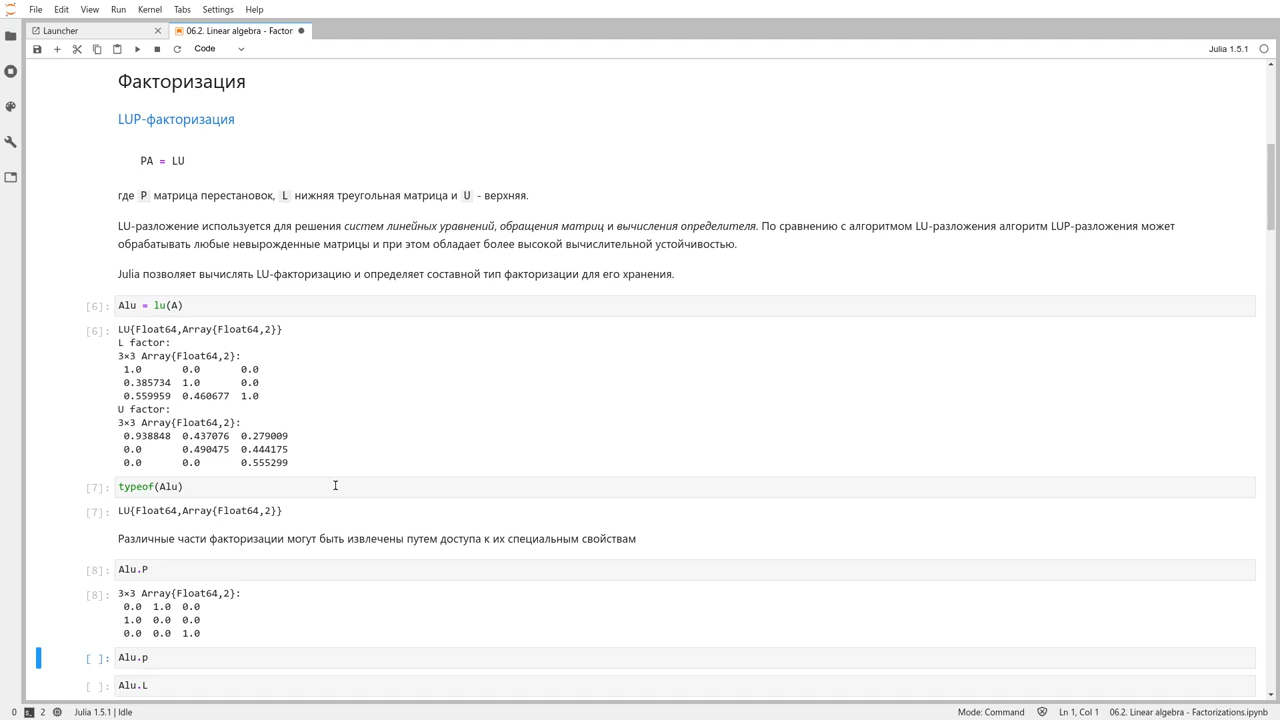 File Edit View Run Kernel Tabs Settings Help
Launcher
06.2. Linear algebra - Factor
Code
Julia 1.5.1
Факторизация
LUP-факторизация
PA = LU
где P матрица перестановок, L нижняя треугольная матрица и U - верхняя.
LU-разложение используется для решения систем линейных уравнений, обращения матриц и вычисления определителя. По сравнению с алгоритмом LU-разложения алгоритм LUP-разложения может
обрабатывать любые невырожденные матрицы и при этом обладает более высокой вычислительной устойчивостью.
Julia позволяет вычислять LU-факторизацию и определяет составной тип факторизации для его хранения.
[6]: Alu = lu(A)
[6]: LU{Float64,Array{Float64,2}}
L factor:
3×3 Array{Float64,2}:
1.0 0.0 0.0
0.385734 1.0 0.0
0.559959 0.460677 1.0
U factor:
3×3 Array{Float64,2}:
0.938848 0.437076 0.279009
0.0 0.490475 0.444175
0.0 0.0 0.555299
[7]: typeof(Alu)
[7]: LU{Float64,Array{Float64,2}}
Различные части факторизации могут быть извлечены путем доступа к их специальным свойствам
[8]: Alu.P
[8]: 3×3 Array{Float64,2}:
0.0 1.0 0.0
1.0 0.0 0.0
0.0 0.0 1.0
[ ]: Alu.p
[ ]: Alu.L
0 2 Julia 1.5.1 | Idle Mode: Command Ln 1, Col 1 06.2. Linear algebra - Factorizations.ipynb